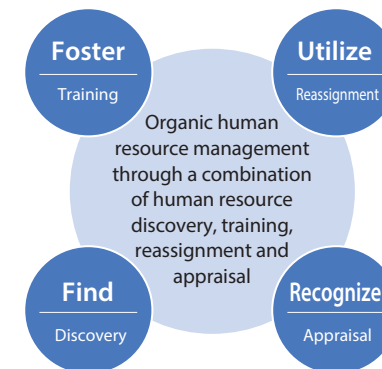 Foster
Training
Utilize
Reassignment
Organic human
resource management
through a combination
of human resource
discovery, training,
reassignment and
appraisal
Find
Discovery
Recognize
Appraisal